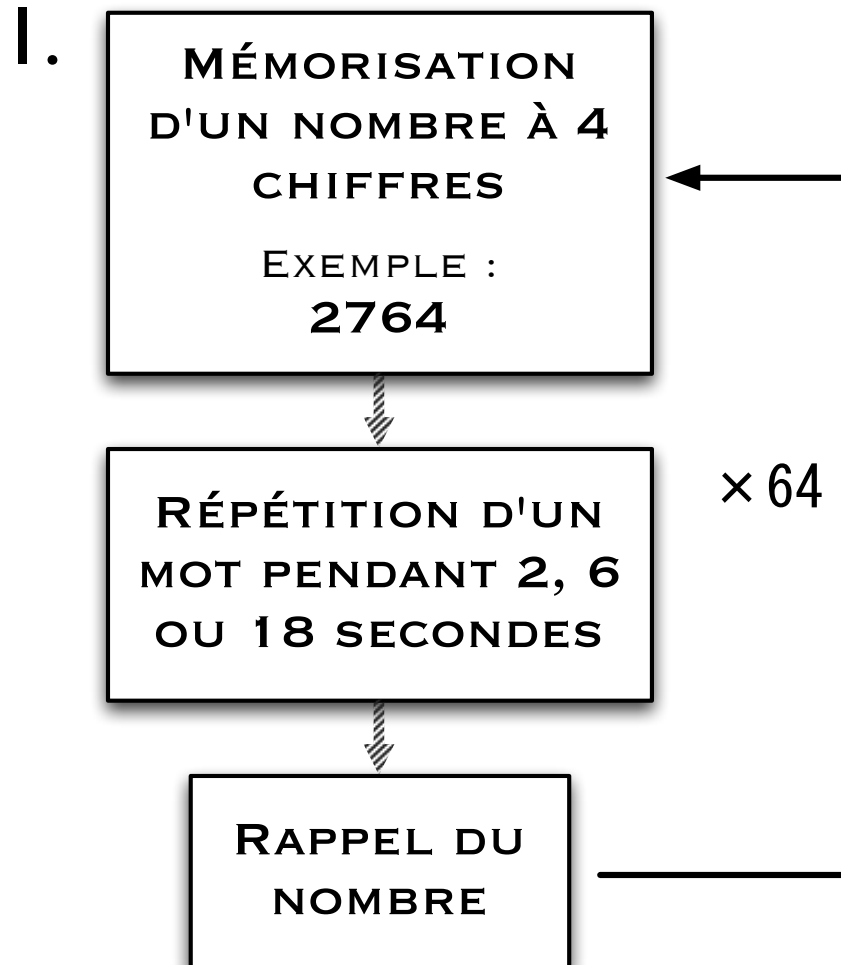 1.
MÉMORISATION
D'UN NOMBRE À 4
CHIFFRES
EXEMPLE :
2764
RÉPÉTITION D'UN
MOT PENDANT 2, 6
OU 18 SECONDES
× 64
RAPPEL DU
NOMBRE